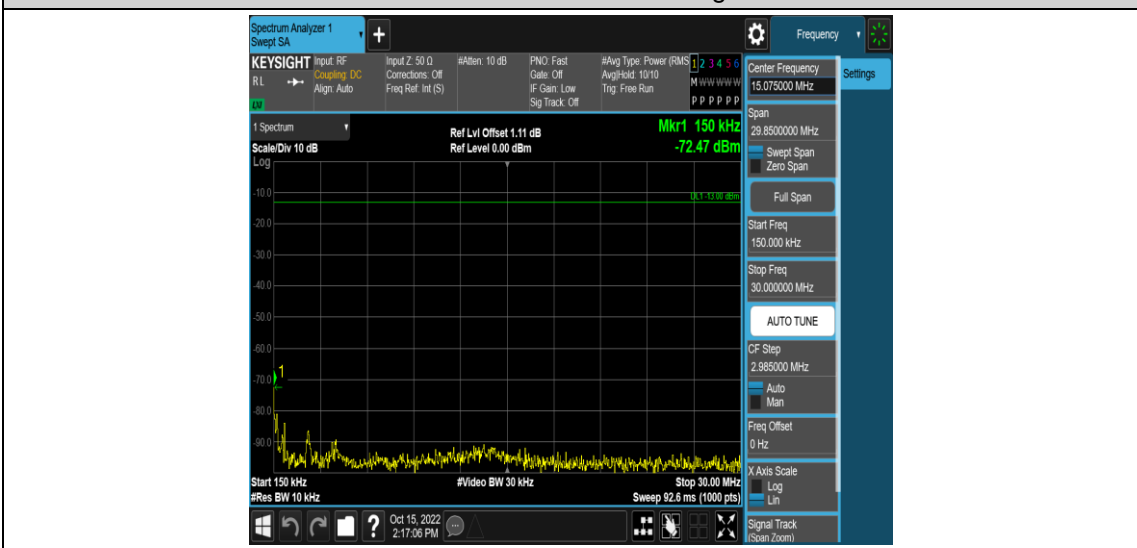 Spectrum Analyzer 1
Swept SA
+
Frequency
KEYSIGHT
RL
LV
Input: RF
Coupling: DC
Align: Auto
Input Z: 50 Ω
Corrections: Off
Freq Ref: Int (S)
#Atten: 10 dB
PNO: Fast
Gate: Off
IF Gain: Low
Sig Track: Off
#Avg Type: Power (RMS
Avg|Hold: 10/10
Trig: Free Run
1 2 3 4 5 6
M W W W W W
P P P P P P
1 Spectrum
Scale/Div 10 dB
Log
Ref Lvl Offset 1.11 dB
Ref Level 0.00 dBm
Mkr1 150 kHz
-72.47 dBm
DL1 -13.00 dBm
-10.0
-20.0
-30.0
-40.0
-50.0
-60.0
-70.0
-80.0
-90.0
1
Start 150 kHz
#Res BW 10 kHz
#Video BW 30 kHz
Stop 30.00 MHz
Sweep 92.6 ms (1000 pts)
?
Oct 15, 2022
2:17:06 PM
Center Frequency
15.075000 MHz
Settings
Span
29.8500000 MHz
Swept Span
Zero Span
Full Span
Start Freq
150.000 kHz
Stop Freq
30.000000 MHz
AUTO TUNE
CF Step
2.985000 MHz
Auto
Man
Freq Offset
0 Hz
X Axis Scale
Log
Lin
Signal Track
(Span Zoom)